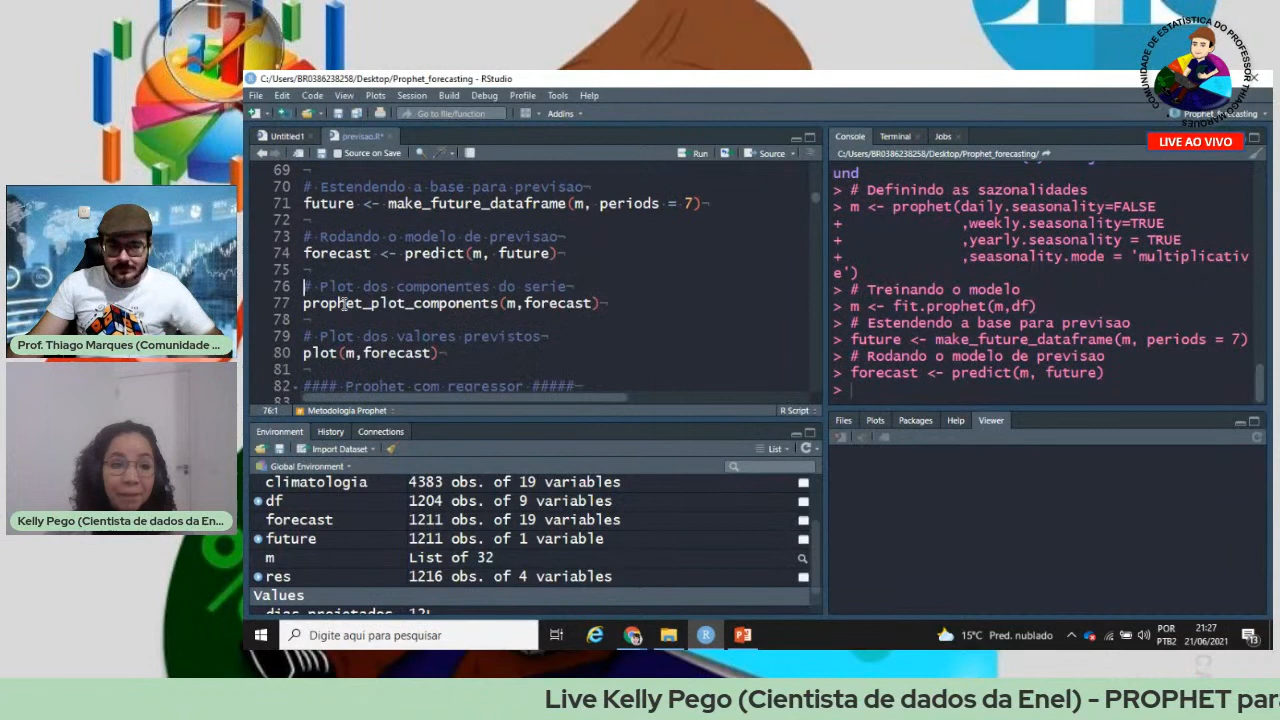 COMUNIDADE DE ESTATÍSTICA DO PROFESSOR THIAGO MARQUES
LIVE AO VIVO
C:/Users/BR0386238258/Desktop/Prophet_forecasting - RStudio
File Edit Code View Plots Session Build Debug Profile Tools Help
Go to file/function Addins
Untitled1 previsao.R*
Source on Save Run Source
69
70 # Estendendo a base para previsao¬
71 future <- make_future_dataframe(m, periods = 7)¬
72 ¬
73 # Rodando o modelo de previsao¬
74 forecast <- predict(m, future)¬
75 ¬
76 # Plot dos componentes do serie¬
77 prophet_plot_components(m,forecast)¬
78 ¬
79 # Plot dos valores previstos¬
80 plot(m,forecast)¬
81 ¬
82 #### Prophet com regressor #####¬
83
76:1 Metodologia Prophet R Script
Environment History Connections
Import Dataset List
Global Environment
climatologia 4383 obs. of 19 variables
df 1204 obs. of 9 variables
forecast 1211 obs. of 19 variables
future 1211 obs. of 1 variable
m List of 32
res 1216 obs. of 4 variables
Values
dias_projetados
Console Terminal Jobs
C:/Users/BR0386238258/Desktop/Prophet_forecasting/
und
> # Definindo as sazonalidades
> m <- prophet(daily.seasonality=FALSE
+ ,weekly.seasonality=TRUE
+ ,yearly.seasonality = TRUE
+ ,seasonality.mode = 'multiplicativ
e')
> # Treinando o modelo
> m <- fit.prophet(m,df)
> # Estendendo a base para previsao
> future <- make_future_dataframe(m, periods = 7)
> # Rodando o modelo de previsao
> forecast <- predict(m, future)
>
Files Plots Packages Help Viewer
Prof. Thiago Marques (Comunidade ...
Kelly Pego (Cientista de dados da En...
Digite aqui para pesquisar
15°C Pred. nublado
POR
PTB2
21:27
21/06/2021
13
Live Kelly Pego (Cientista de dados da Enel) - PROPHET par